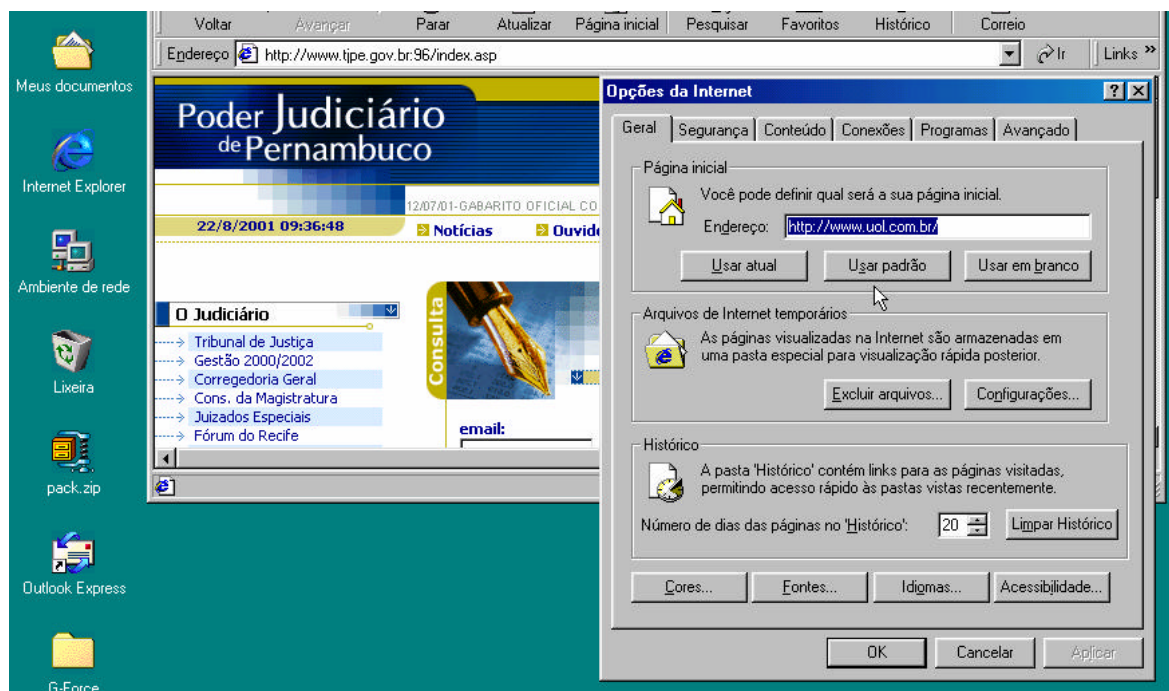 Voltar Avançar Parar Atualizar Página inicial Pesquisar Favoritos Histórico Correio
Endereço http://www.tjpe.gov.br:96/index.asp Ir Links »
Meus documentos
Internet Explorer
Ambiente de rede
Lixeira
pack.zip
Outlook Express
G-Force
Poder Judiciário
de Pernambuco
12/07/01-GABARITO OFICIAL CO
22/8/2001 09:36:48 Notícias Ouvido
O Judiciário
Tribunal de Justiça
Gestão 2000/2002
Corregedoria Geral
Cons. da Magistratura
Juizados Especiais
Fórum do Recife
Consulta
email:
Opções da Internet
Geral Segurança Conteúdo Conexões Programas Avançado
Página inicial
Você pode definir qual será a sua página inicial.
Endereço: http://www.uol.com.br/
Usar atual Usar padrão Usar em branco
Arquivos de Internet temporários
As páginas visualizadas na Internet são armazenadas em
uma pasta especial para visualização rápida posterior.
Excluir arquivos... Configurações...
Histórico
A pasta 'Histórico' contém links para as páginas visitadas,
permitindo acesso rápido às pastas vistas recentemente.
Número de dias das páginas no 'Histórico': 20 Limpar Histórico
Cores... Fontes... Idiomas... Acessibilidade...
OK Cancelar Aplicar